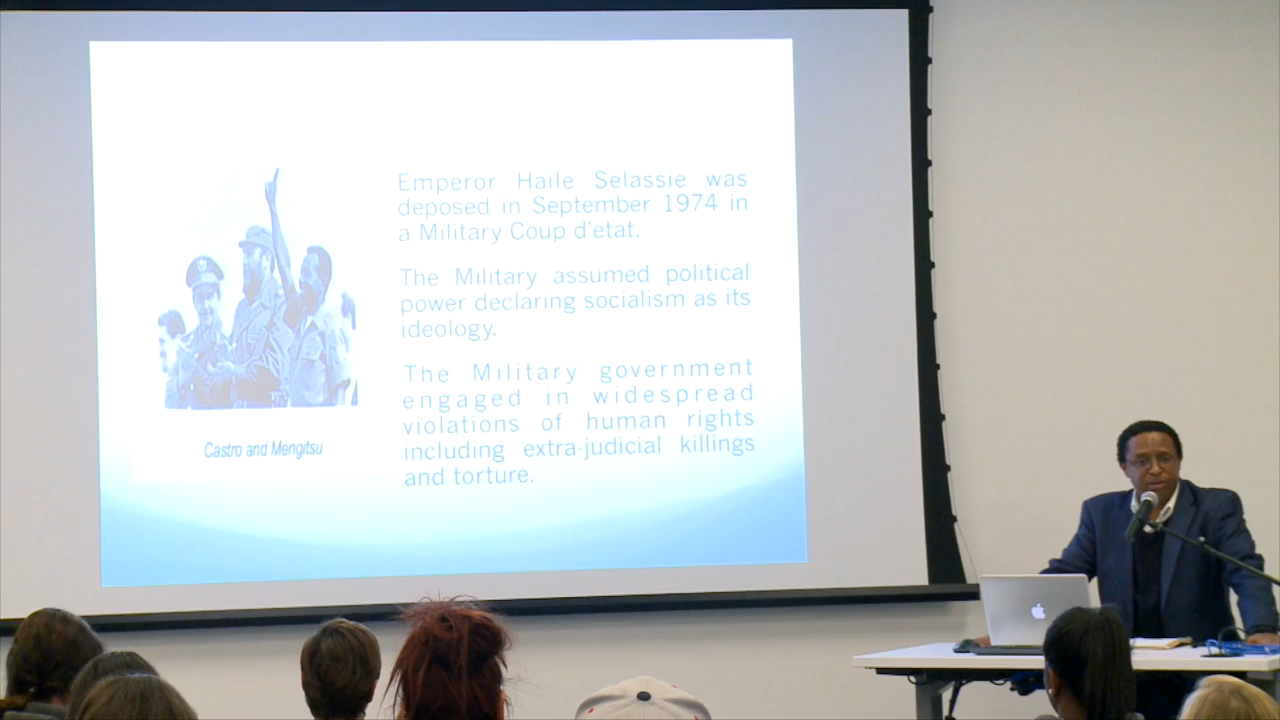 Emperor Haile Selassie was
deposed in September 1974 in
a Military Coup d'etat.
The Military assumed political
power declaring socialism as its
ideology.
The Military government
engaged in widespread
violations of human rights
including extra-judicial killings
and torture.
Castro and Mengitsu